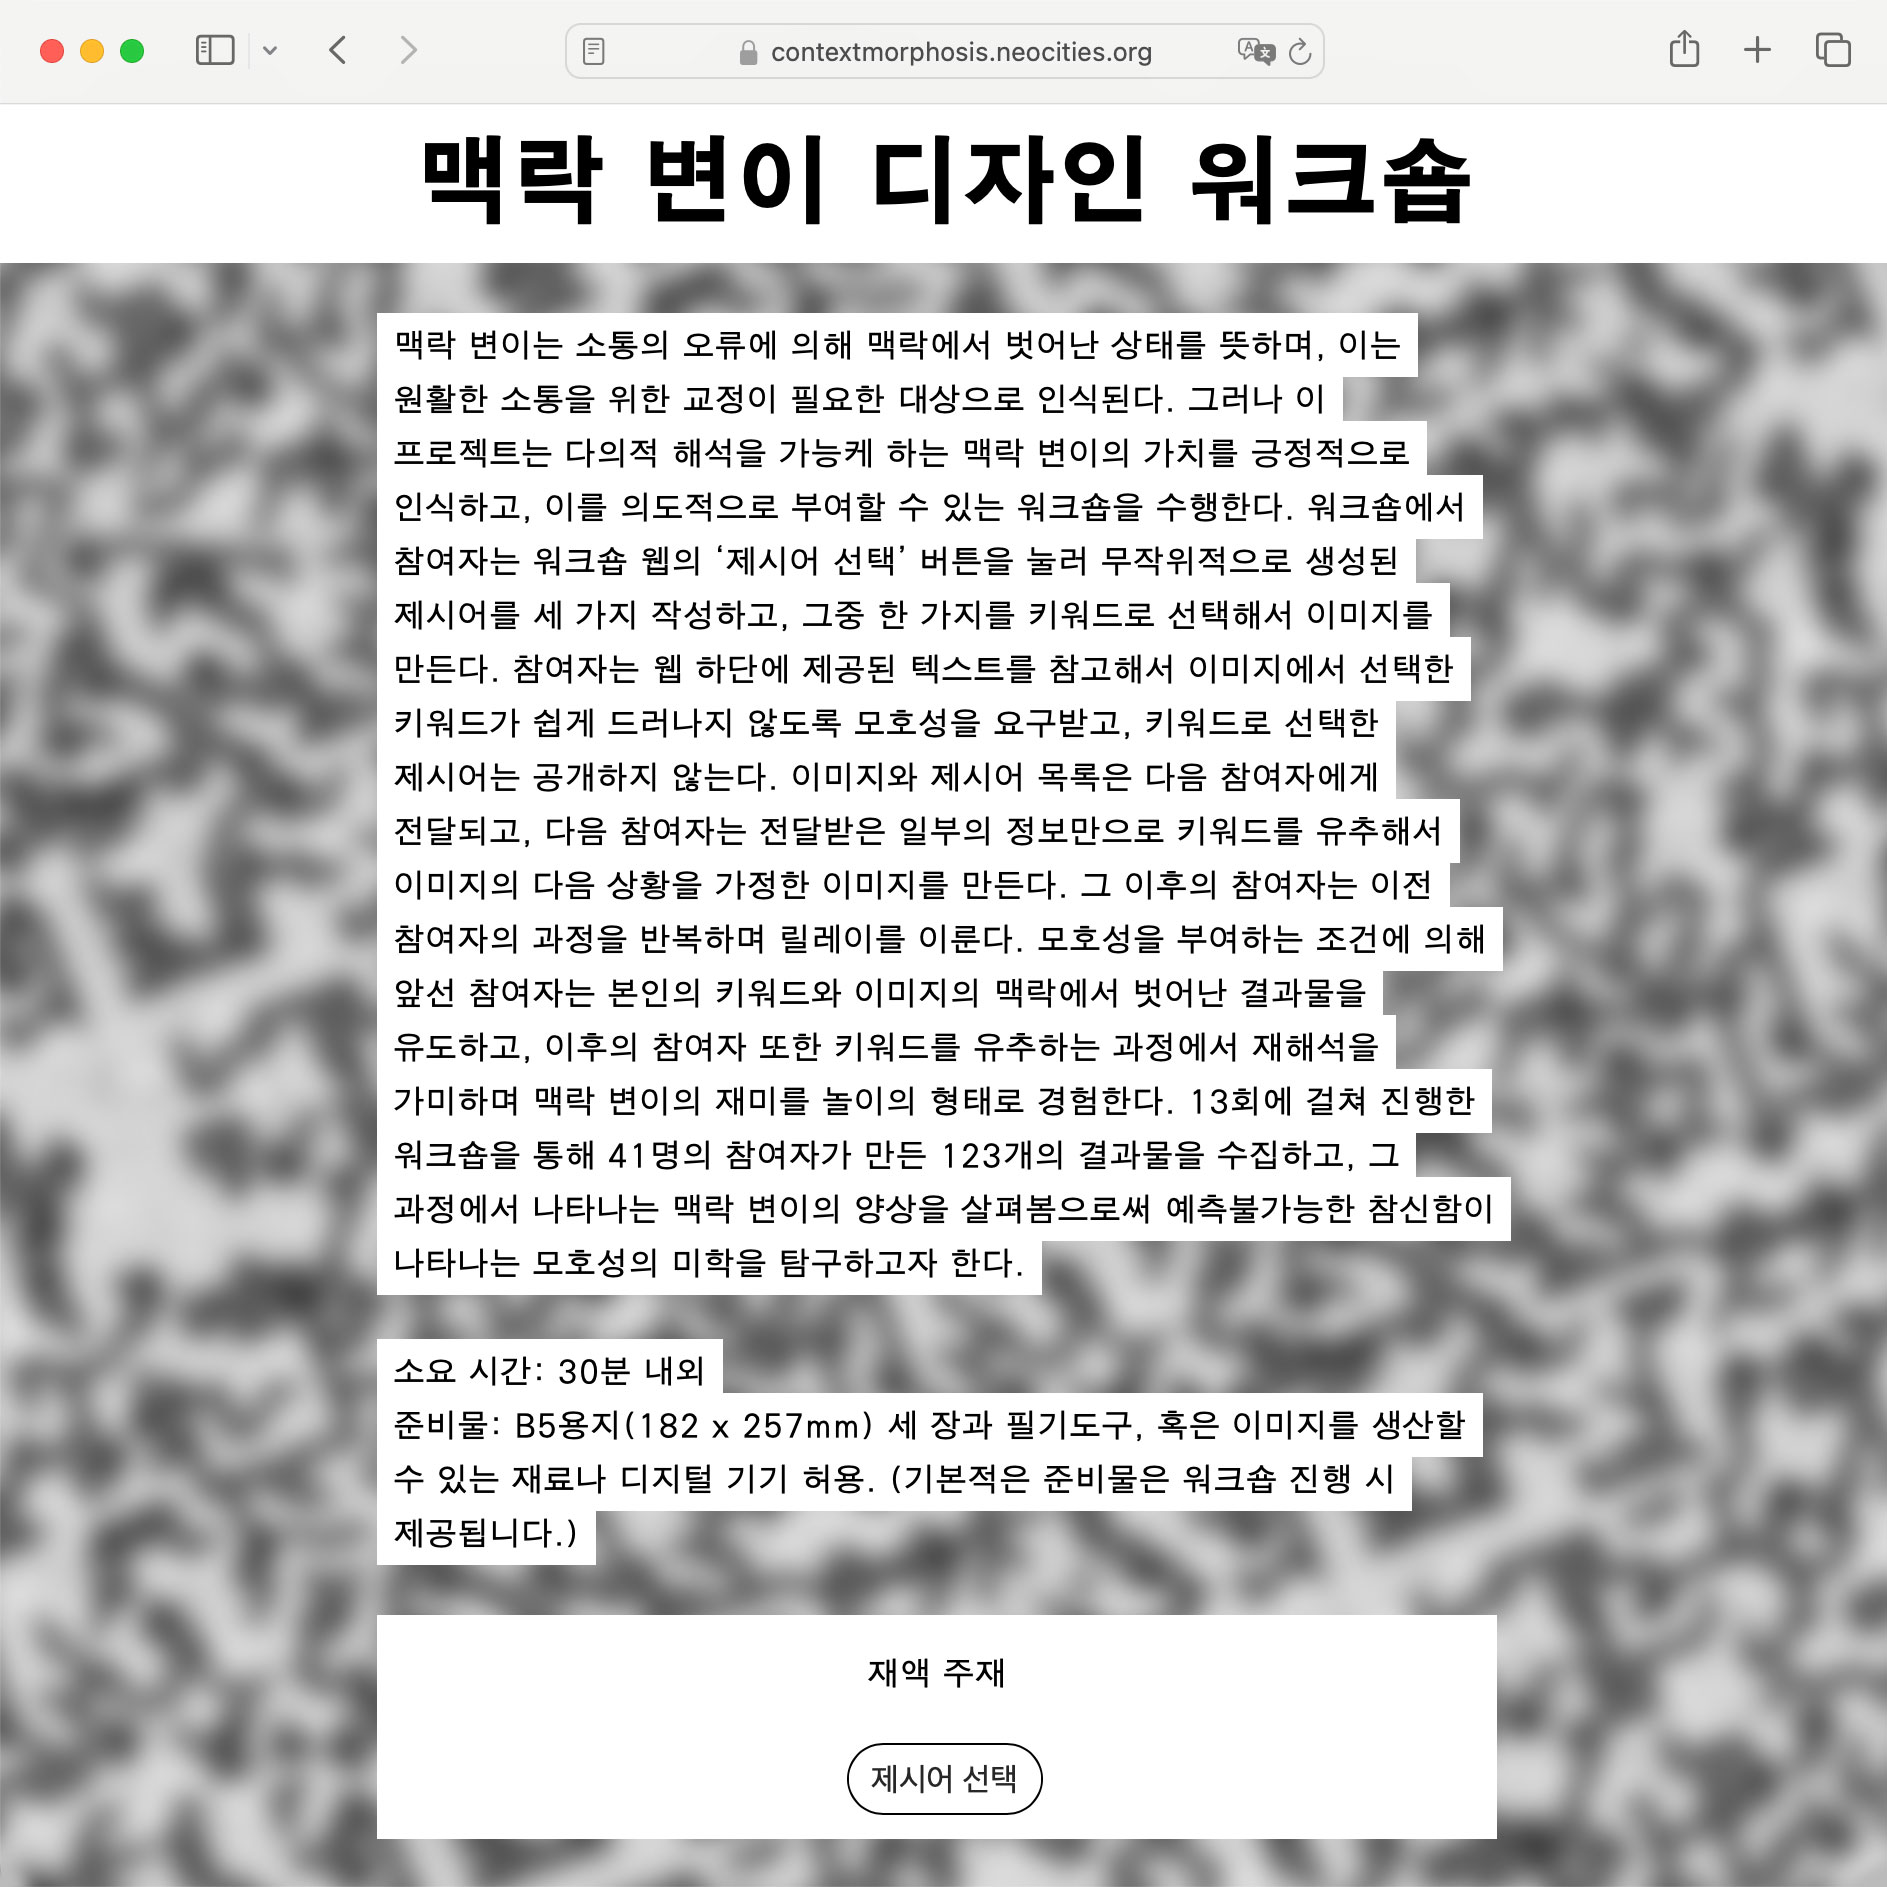 contextmorphosis.neocities.org
맥락 변이 디자인 워크숍
맥락 변이는 소통의 오류에 의해 맥락에서 벗어난 상태를 뜻하며, 이는
원활한 소통을 위한 교정이 필요한 대상으로 인식된다. 그러나 이
프로젝트는 다의적 해석을 가능케 하는 맥락 변이의 가치를 긍정적으로
인식하고, 이를 의도적으로 부여할 수 있는 워크숍을 수행한다. 워크숍에서
참여자는 워크숍 웹의 ‘제시어 선택’ 버튼을 눌러 무작위적으로 생성된
제시어를 세 가지 작성하고, 그중 한 가지를 키워드로 선택해서 이미지를
만든다. 참여자는 웹 하단에 제공된 텍스트를 참고해서 이미지에서 선택한
키워드가 쉽게 드러나지 않도록 모호성을 요구받고, 키워드로 선택한
제시어는 공개하지 않는다. 이미지와 제시어 목록은 다음 참여자에게
전달되고, 다음 참여자는 전달받은 일부의 정보만으로 키워드를 유추해서
이미지의 다음 상황을 가정한 이미지를 만든다. 그 이후의 참여자는 이전
참여자의 과정을 반복하며 릴레이를 이룬다. 모호성을 부여하는 조건에 의해
앞선 참여자는 본인의 키워드와 이미지의 맥락에서 벗어난 결과물을
유도하고, 이후의 참여자 또한 키워드를 유추하는 과정에서 재해석을
가미하며 맥락 변이의 재미를 놀이의 형태로 경험한다. 13회에 걸쳐 진행한
워크숍을 통해 41명의 참여자가 만든 123개의 결과물을 수집하고, 그
과정에서 나타나는 맥락 변이의 양상을 살펴봄으로써 예측불가능한 참신함이
나타나는 모호성의 미학을 탐구하고자 한다.
소요 시간: 30분 내외
준비물: B5용지(182 x 257mm) 세 장과 필기도구, 혹은 이미지를 생산할
수 있는 재료나 디지털 기기 허용. (기본적은 준비물은 워크숍 진행 시
제공됩니다.)
재액 주재
제시어 선택